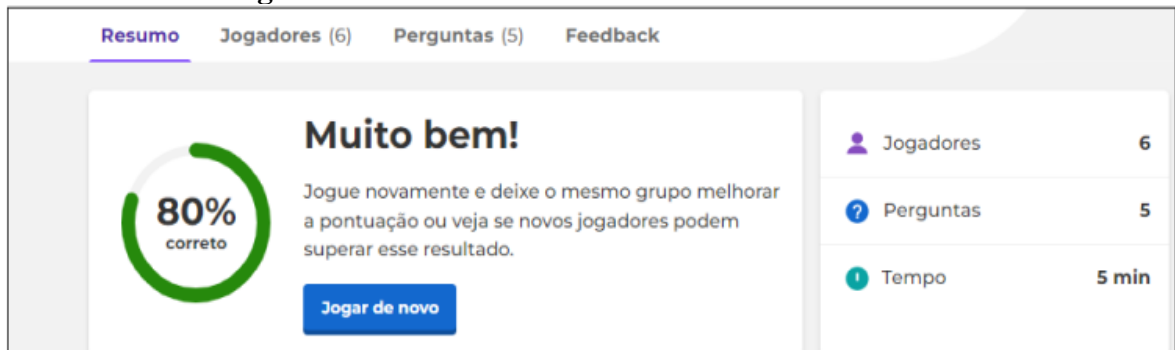 Resumo Jogadores (6) Perguntas (5) Feedback
80%
correto
Muito bem!
Jogue novamente e deixe o mesmo grupo melhorar
a pontuação ou veja se novos jogadores podem
superar esse resultado.
Jogar de novo
Jogadores 6
Perguntas 5
Tempo 5 min